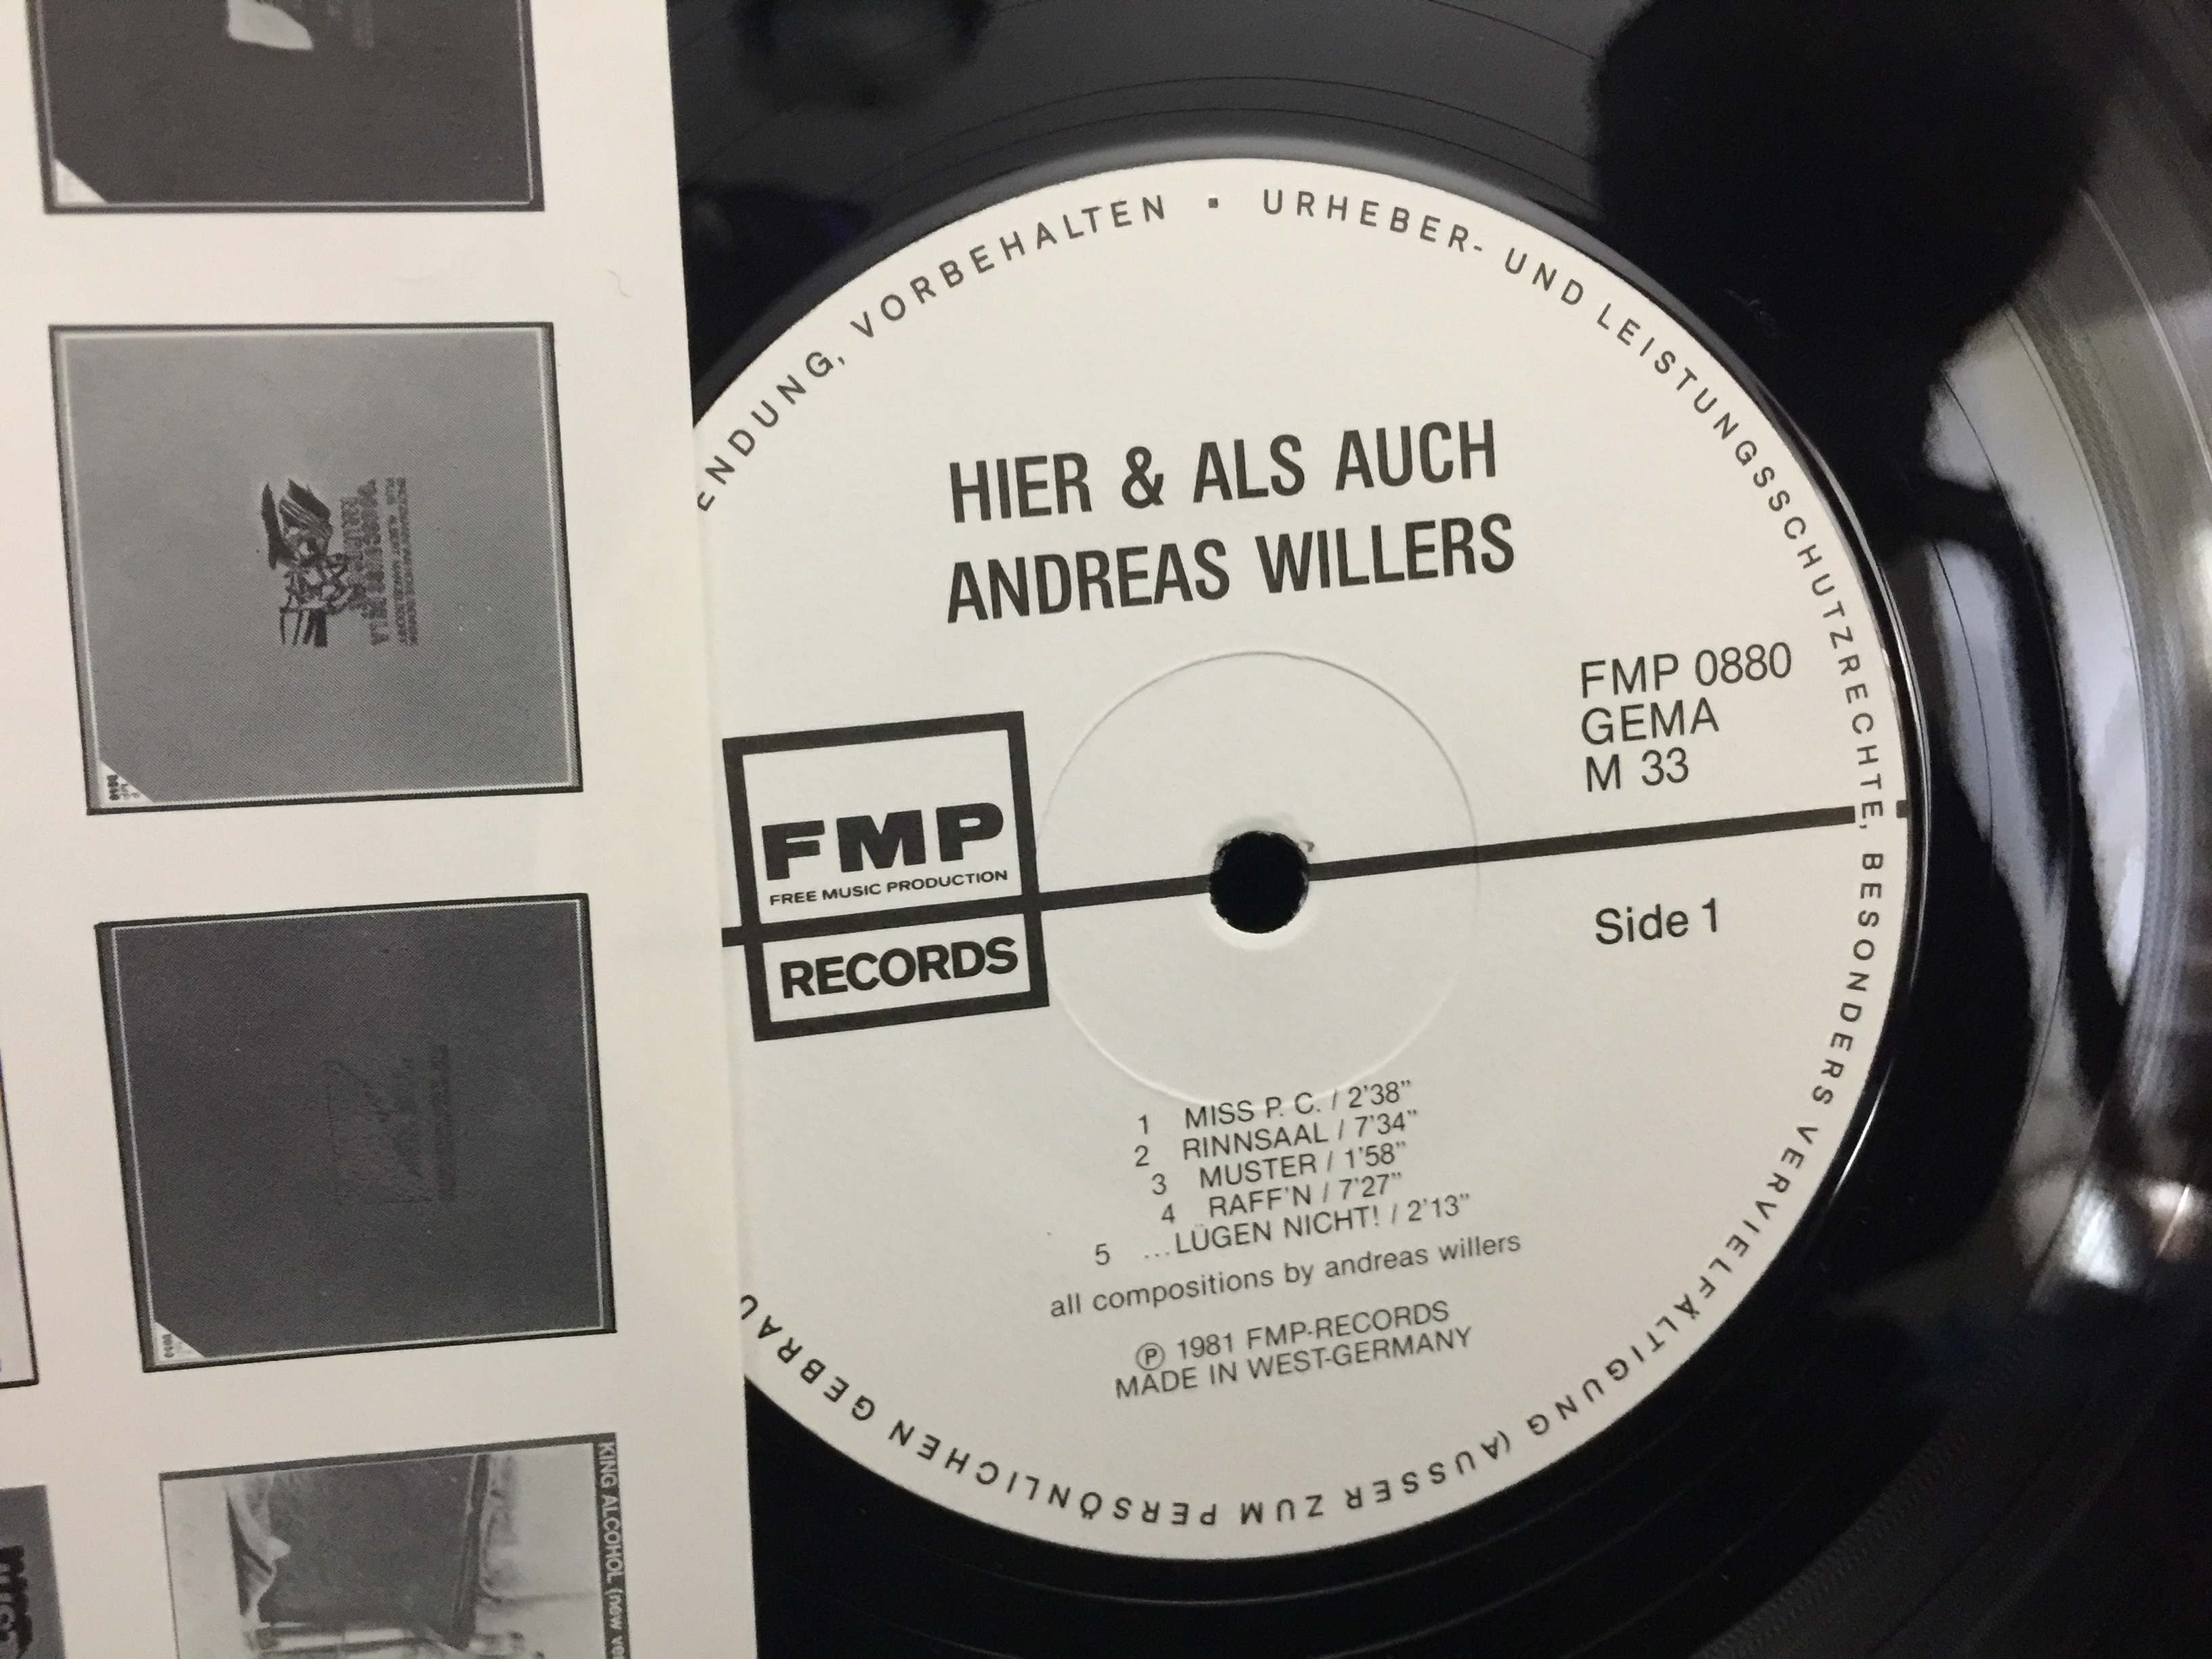 URHEBER- UND LEISTUNGSSCHUTZRECHTE, BESONDERS VERVIELFÄLTIGUNG (AUSSER ZUM PERSÖNLICHEN GEBRAU
ENDUNG, VORBEHALTEN ▪
HIER & ALS AUCH
ANDREAS WILLERS
FMP 0880
GEMA
M 33
FMP
FREE MUSIC PRODUCTION
RECORDS
Side 1
1 MISS P. C. / 2'38"
2 RINNSAAL / 7'34"
3 MUSTER / 1'58"
4 RAFF'N / 7'27"
5 ...LÜGEN NICHT! / 2'13"
all compositions by andreas willers
Ⓟ 1981 FMP-RECORDS
MADE IN WEST-GERMANY
KING ALCOHOL (new ve